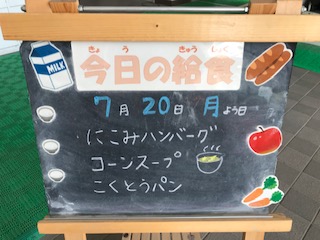 きょう きゅうしょく
今日の給食
MILK
7月20日 月よう日
・にこみハンバーグ
コーンスープ
こくとうパン